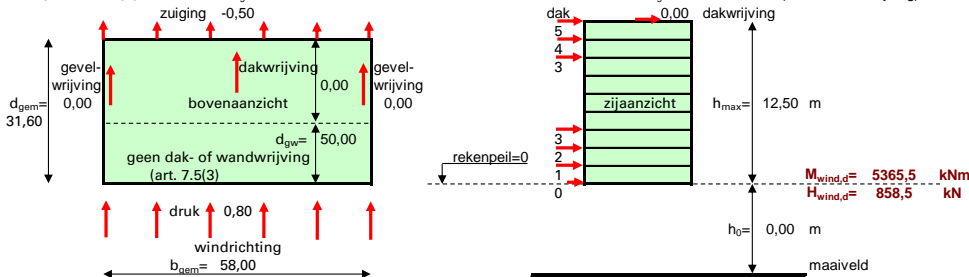 zuiging -0,50
gevel-
wrijving
0,00
dakwrijving
0,00
gevel-
wrijving
0,00
bovenaanzicht
d_gem=
31,60
d_gw= 50,00
geen dak- of wandwrijving
(art. 7.5(3)
druk 0,80
windrichting
b_gem= 58,00
dak
0,00 dakwrijving
5
4
3
zijaanzicht
h_max= 12,50 m
3
2
1
0
rekenpeil=0
M_wind,d= 5365,5 kNm
H_wind,d= 858,5 kN
h_0= 0,00 m
maaiveld